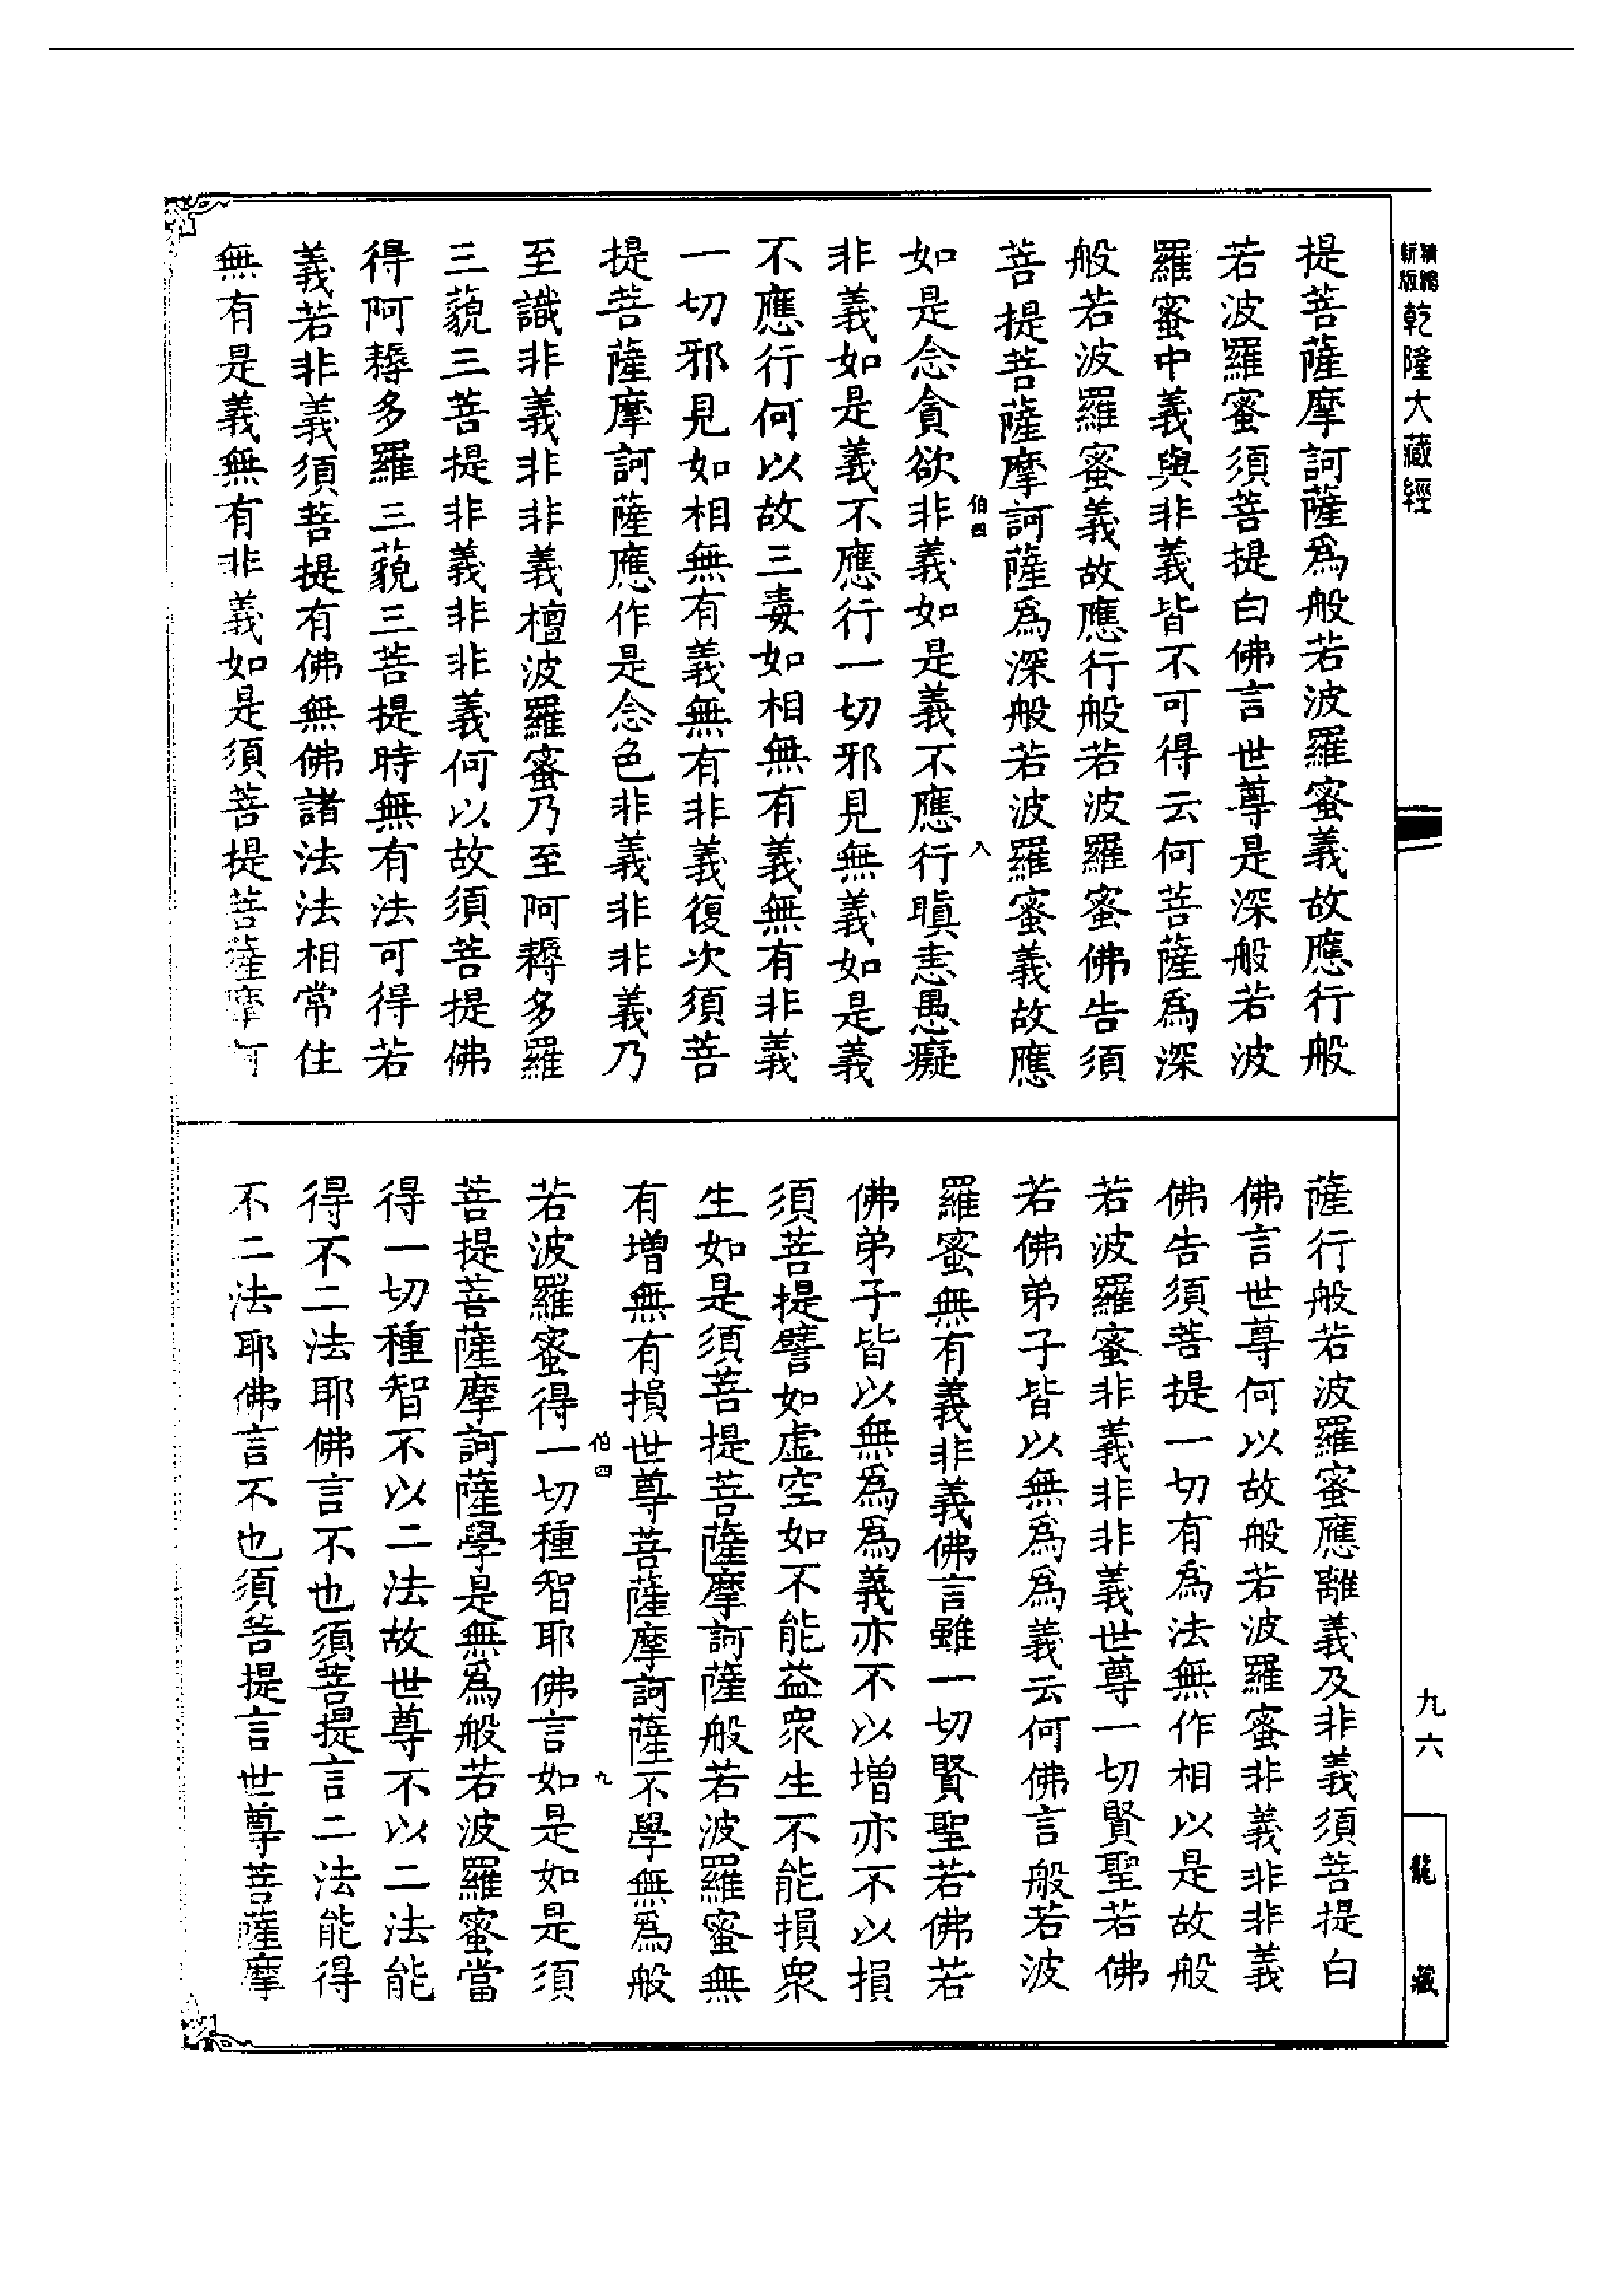 精縮新版乾隆大藏經
提菩薩摩訶薩爲般若波羅蜜義故應行般
若波羅蜜須菩提白佛言世尊是深般若波
羅蜜中義與非義皆不可得云何菩薩爲深
般若波羅蜜義故應行般若波羅蜜佛告須
菩提菩薩摩訶薩爲深般若波羅蜜義故應
伯四 八
如是念貪欲非義如是義不應行瞋恚愚癡
非義如是義不應行一切邪見無義如是義
不應行何以故三毒如相無有義無有非義
一切邪見如相無有義無有非義復次須菩
提菩薩摩訶薩應作是念色非義非非義乃
至識非義非非義檀波羅蜜乃至阿耨多羅
三藐三菩提非義非非義何以故須菩提佛
得阿耨多羅三藐三菩提時無有法可得若
義若非義須菩提有佛無佛諸法法相常住
無有是義無有非義如是須菩提菩薩摩訶
薩行般若波羅蜜應離義及非義須菩提白
佛言世尊何以故般若波羅蜜非義非非義
佛告須菩提一切有爲法無作相以是故般
若波羅蜜非義非非義世尊一切賢聖若佛
若佛弟子皆以無爲爲義云何佛言般若波
羅蜜無有義非義佛言雖一切賢聖若佛若
佛弟子皆以無爲爲義亦不以增亦不以損
須菩提譬如虛空如不能益衆生不能損衆
生如是須菩提菩薩摩訶薩般若波羅蜜無
有增無有損世尊菩薩摩訶薩不學無爲般
伯四 九
若波羅蜜得一切種智耶佛言如是如是須
菩提菩薩摩訶薩學是無爲般若波羅蜜當
得一切種智不以二法故世尊不以二法能
得不二法耶佛言不也須菩提言二法能得
不二法耶佛言不也須菩提言世尊菩薩摩
九六
龍藏